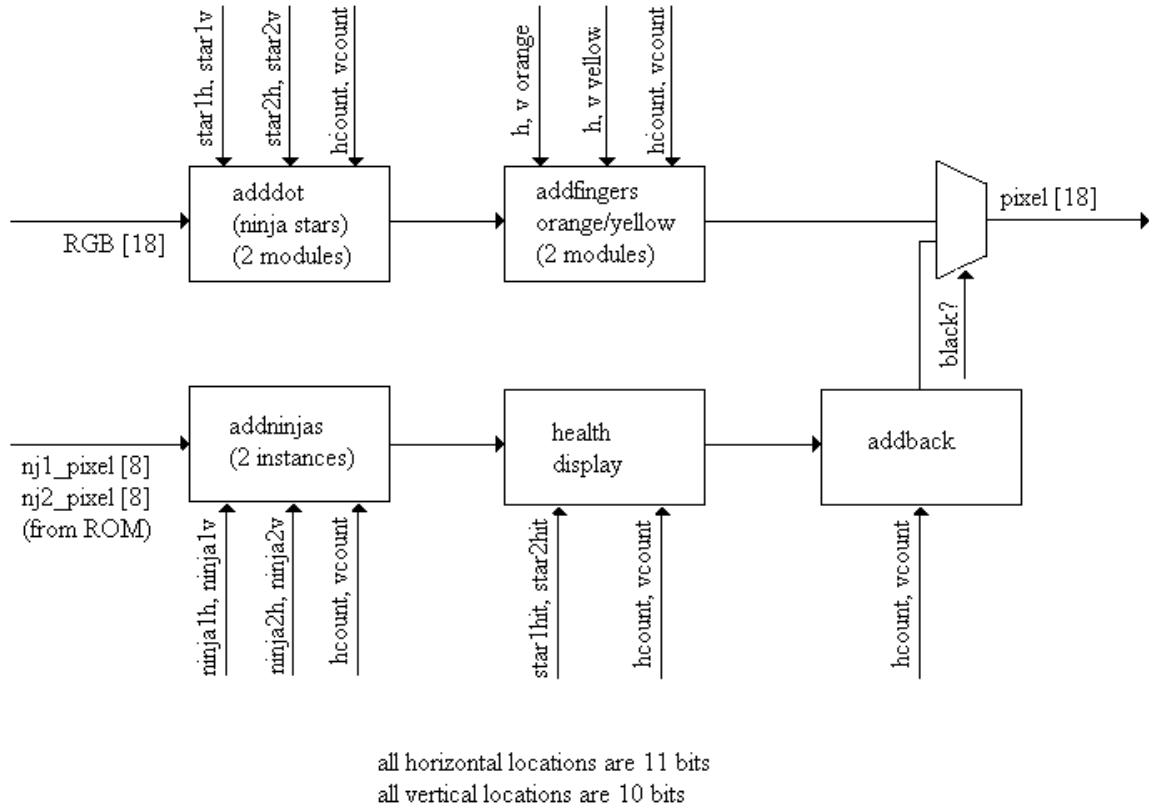 star1h, star1v
star2h, star2v
hcount, vcount
h, v orange
h, v yellow
hcount, vcount
adddot
(ninja stars)
(2 modules)
addfingers
orange/yellow
(2 modules)
RGB [18]
pixel [18]
black?
addninjas
(2 instances)
health
display
addback
nj1_pixel [8]
nj2_pixel [8]
(from ROM)
ninja1h, ninja1v
ninja2h, ninja2v
hcount, vcount
star1hit, star2hit
hcount, vcount
hcount, vcount
all horizontal locations are 11 bits
all vertical locations are 10 bits